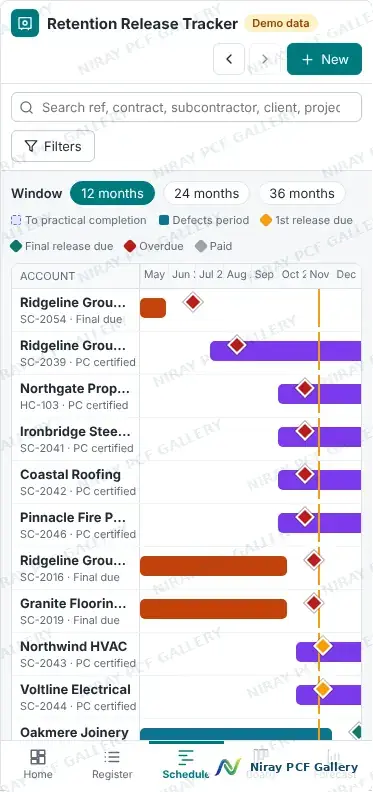 Retention Release Tracker Demo data
+ New
Search ref, contract, subcontractor, client, projec
Filters
Window 12 months 24 months 36 months
To practical completion Defects period 1st release due
Final release due Overdue Paid
ACCOUNT May Jun Jul 2 Aug Sep Oct 2 Nov Dec
Ridgeline Grou...
SC-2054 · Final due
Ridgeline Grou...
SC-2039 · PC certified
Northgate Prop...
HC-103 · PC certified
Ironbridge Stee...
SC-2041 · PC certified
Coastal Roofing
SC-2042 · PC certified
Pinnacle Fire P...
SC-2046 · PC certified
Ridgeline Grou...
SC-2016 · Final due
Granite Floorin...
SC-2019 · Final due
Northwind HVAC
SC-2043 · PC certified
Voltline Electrical
SC-2044 · PC certified
Oakmere Joinery
Home Register Schedule
Niray PCF Gallery
NIRAY PCF GALLERY